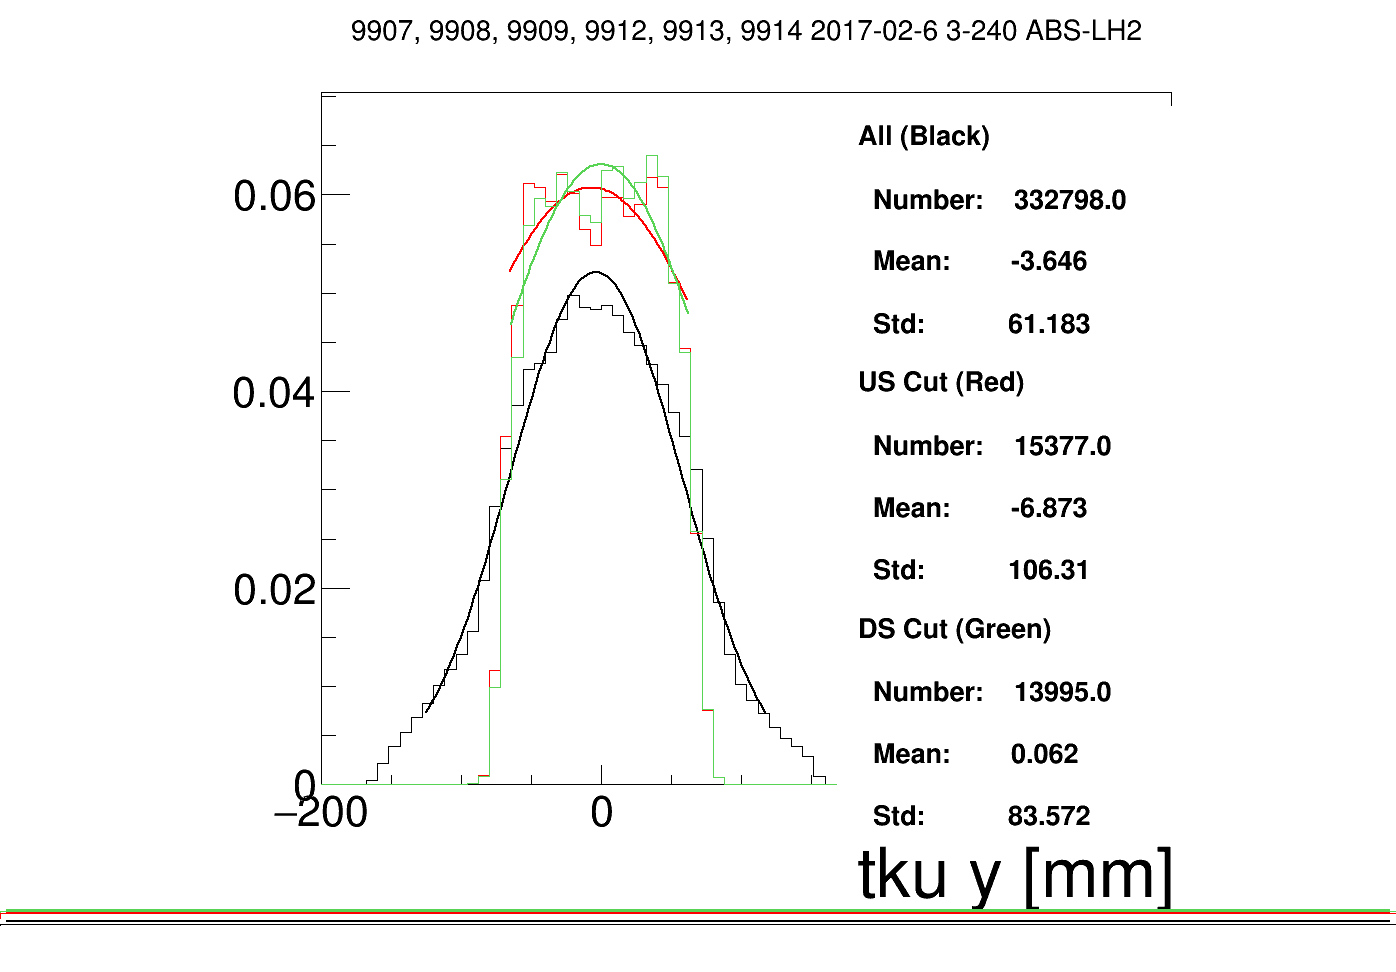 9907, 9908, 9909, 9912, 9913, 9914 2017-02-6 3-240 ABS-LH2
All (Black)
Number: 332798.0
Mean: -3.646
Std: 61.183
US Cut (Red)
Number: 15377.0
Mean: -6.873
Std: 106.31
DS Cut (Green)
Number: 13995.0
Mean: 0.062
Std: 83.572
0.06
0.04
0.02
0
−200 0
tku y [mm]